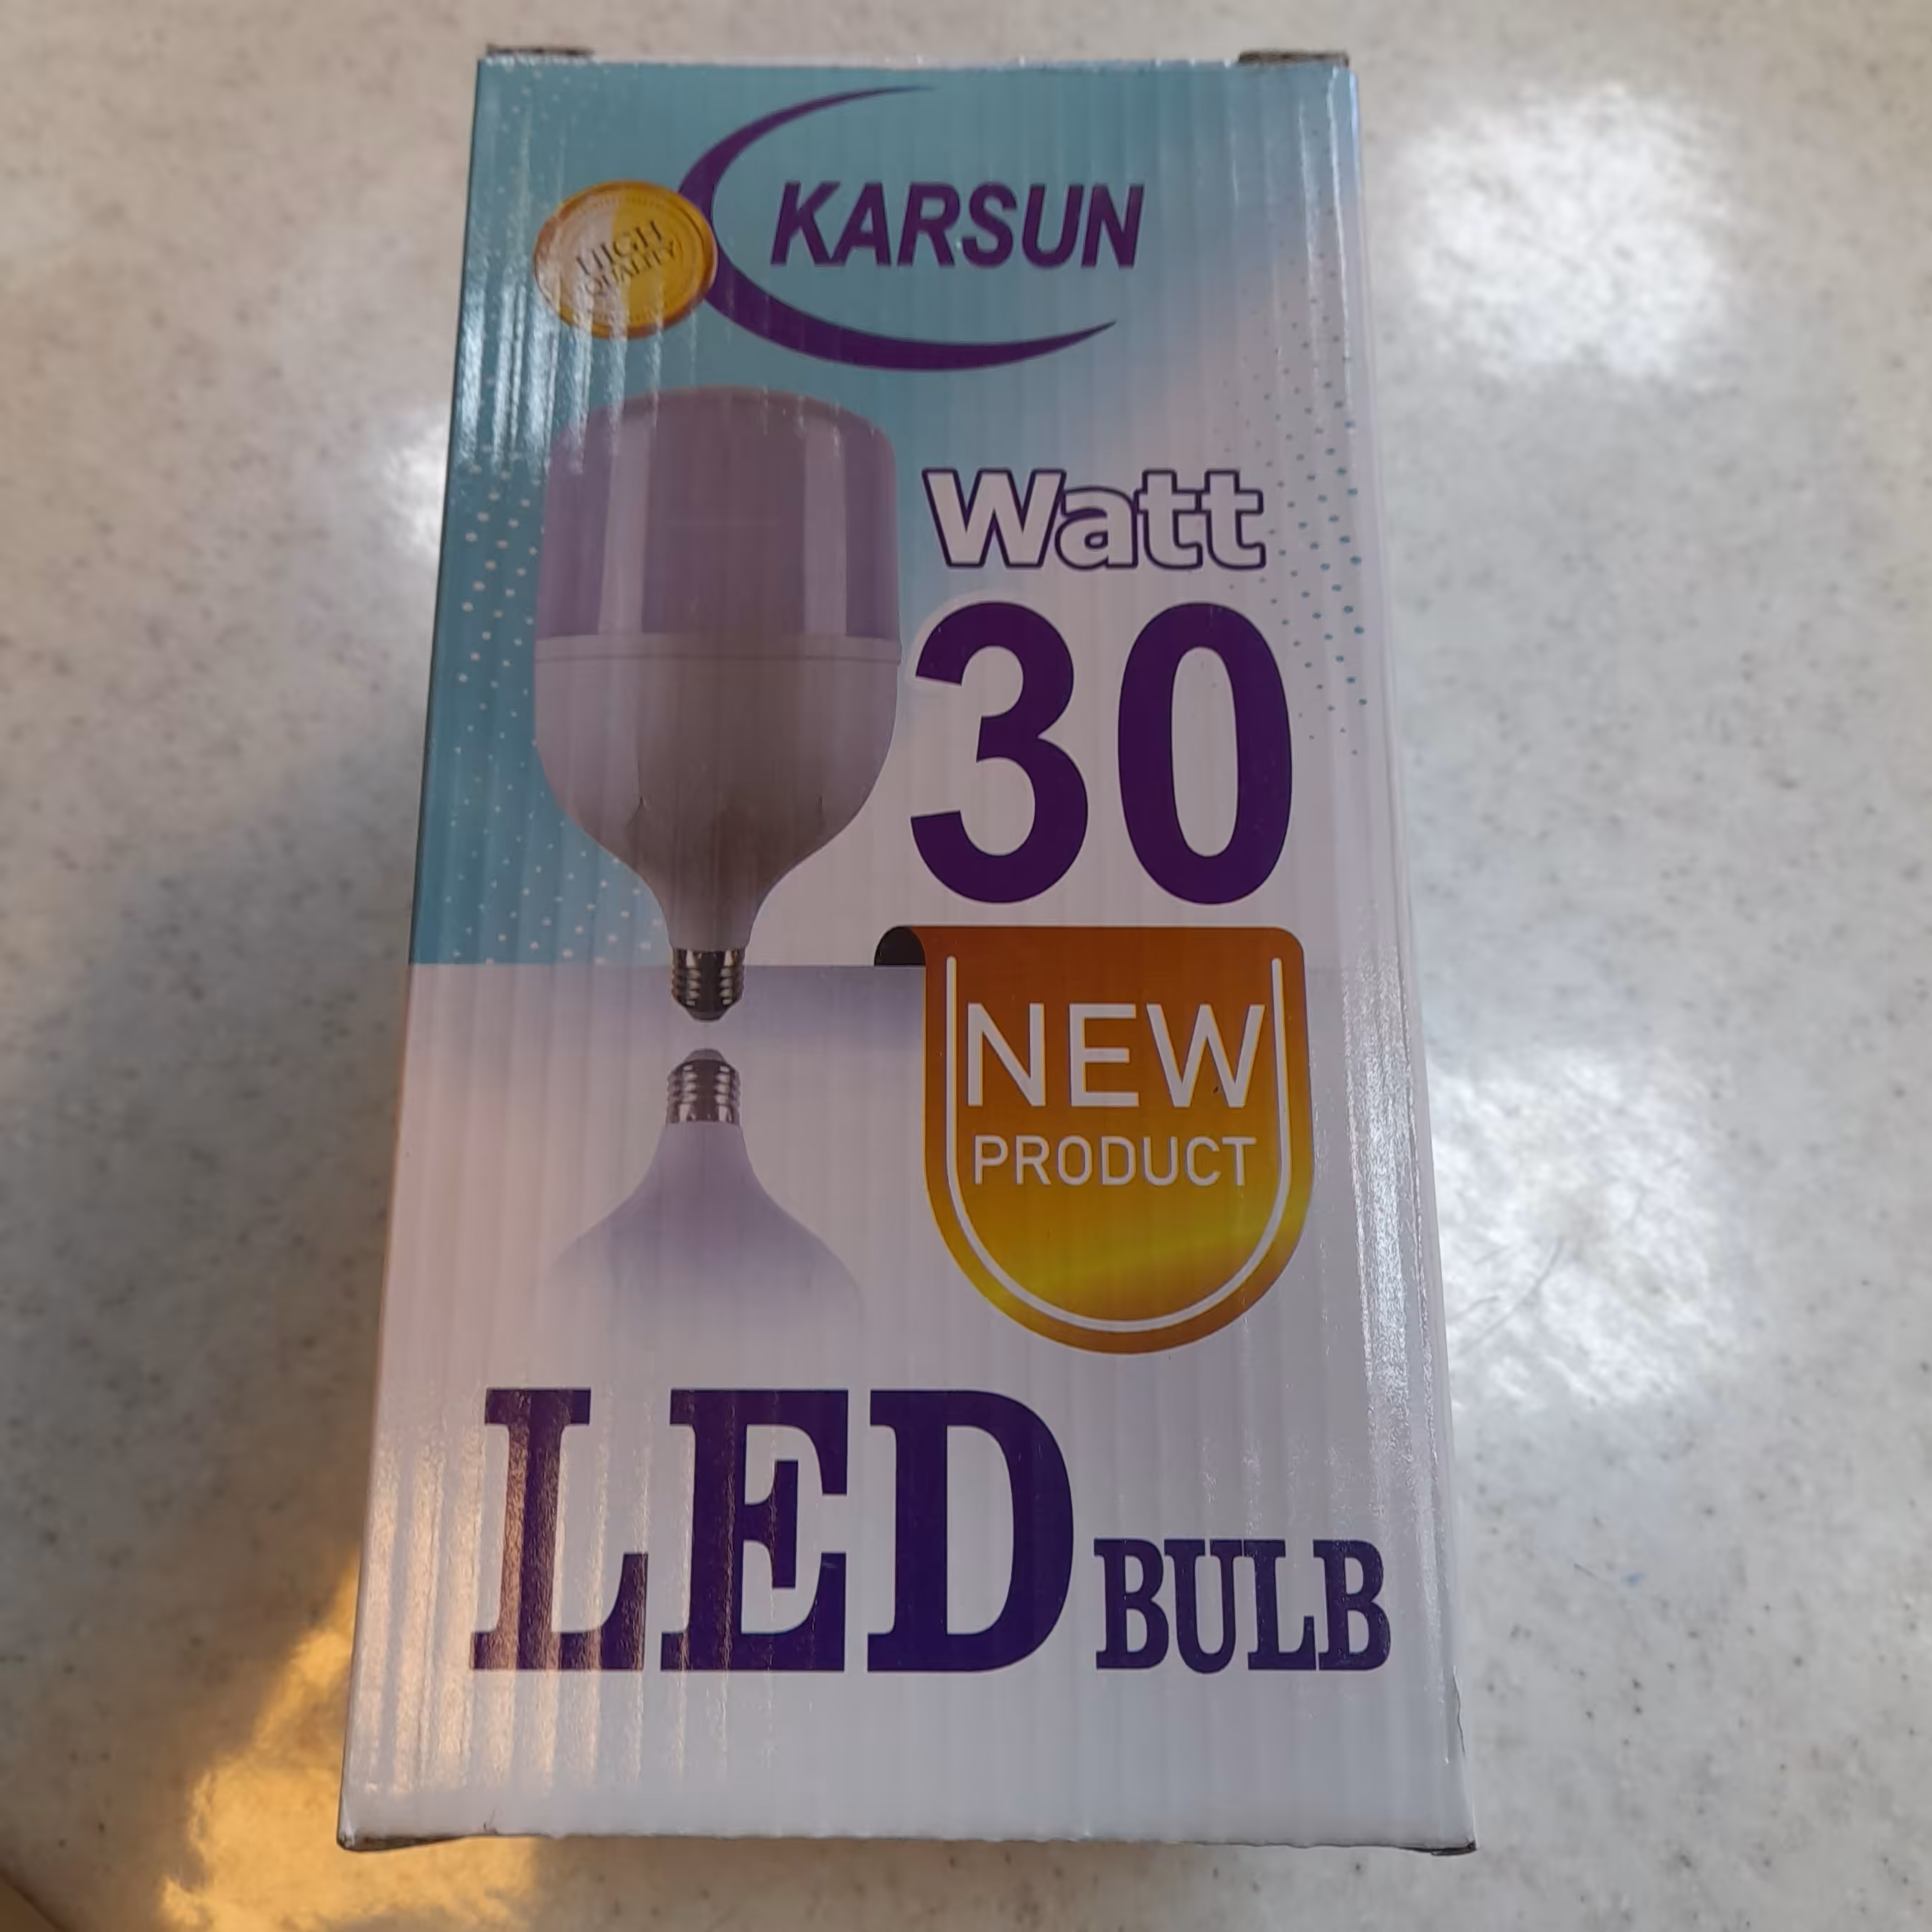 KARSUN
HIGH
QUALITY
Watt
30
NEW
PRODUCT
LED BULB